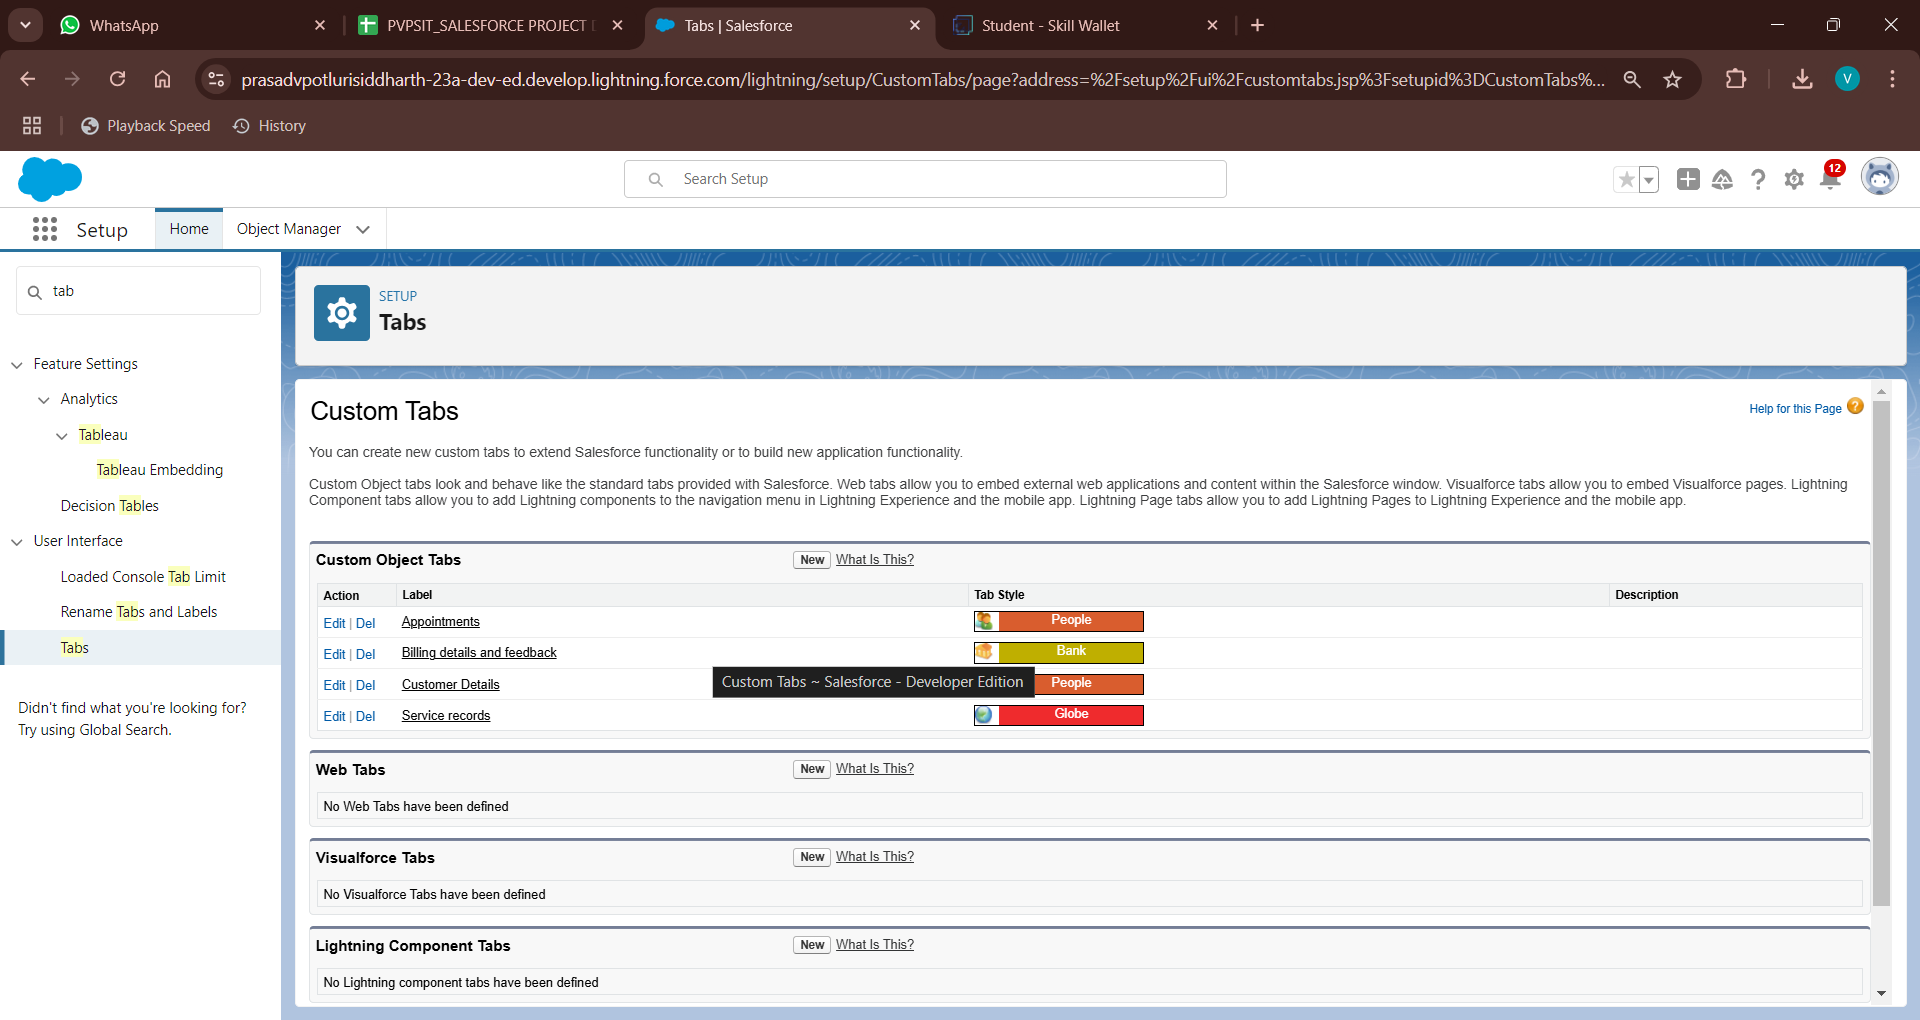 WhatsApp
PVPSIT_SALESFORCE PROJECT
Tabs | Salesforce
Student - Skill Wallet
prasadvpotlurisiddharth-23a-dev-ed.develop.lightning.force.com/lightning/setup/CustomTabs/page?address=%2Fsetup%2Fui%2Fcustomtabs.jsp%3Fsetupid%3DCustomTabs%...
V
Playback Speed
History
Search Setup
12
Setup
Home
Object Manager
tab
Feature Settings
Analytics
Tableau
Tableau Embedding
Decision Tables
User Interface
Loaded Console Tab Limit
Rename Tabs and Labels
Tabs
Didn't find what you're looking for?
Try using Global Search.
SETUP
Tabs
Custom Tabs
Help for this Page ?
You can create new custom tabs to extend Salesforce functionality or to build new application functionality.
Custom Object tabs look and behave like the standard tabs provided with Salesforce. Web tabs allow you to embed external web applications and content within the Salesforce window. Visualforce tabs allow you to embed Visualforce pages. Lightning
Component tabs allow you to add Lightning components to the navigation menu in Lightning Experience and the mobile app. Lightning Page tabs allow you to add Lightning Pages to Lightning Experience and the mobile app.
Custom Object Tabs New What Is This?
Action Label Tab Style Description
Edit | Del Appointments People
Edit | Del Billing details and feedback Bank
Custom Tabs ~ Salesforce - Developer Edition
Edit | Del Customer Details People
Edit | Del Service records Globe
Web Tabs New What Is This?
No Web Tabs have been defined
Visualforce Tabs New What Is This?
No Visualforce Tabs have been defined
Lightning Component Tabs New What Is This?
No Lightning component tabs have been defined